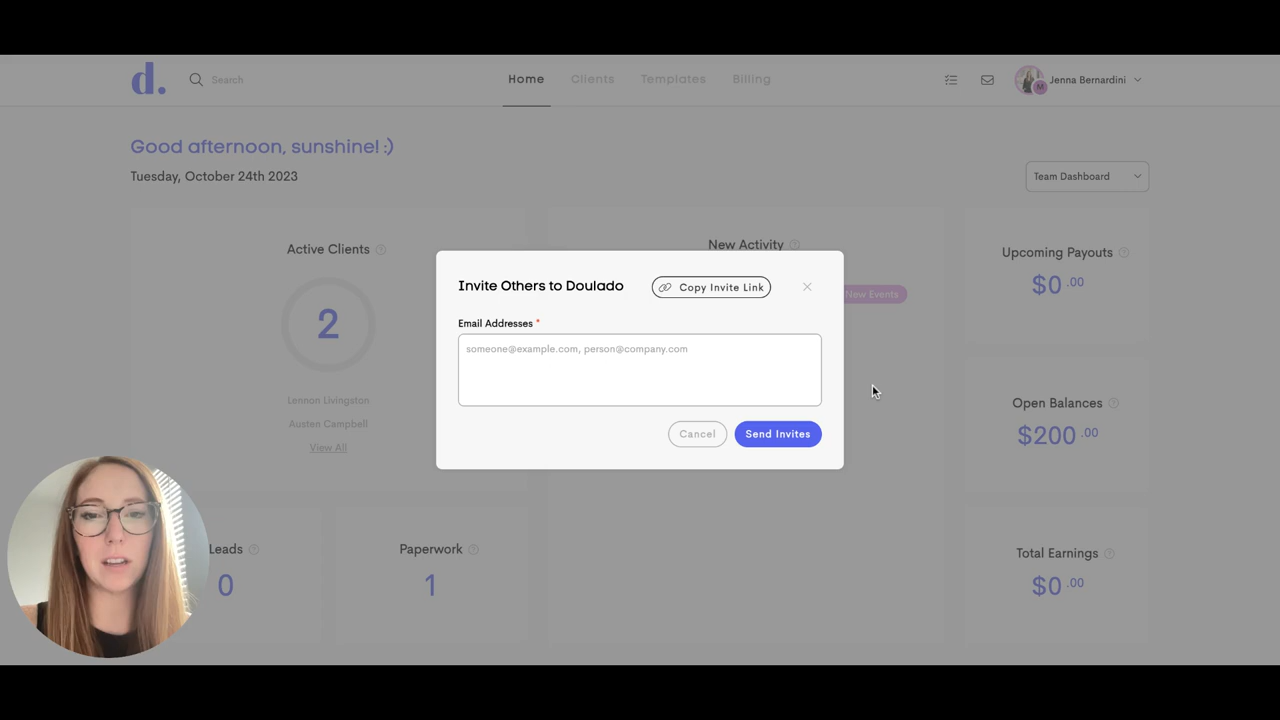 d.
Search
Home
Clients
Templates
Billing
M
Jenna Bernardini
Good afternoon, sunshine! :)
Tuesday, October 24th 2023
Team Dashboard
Active Clients ?
2
Lennon Livingston
Austen Campbell
View All
New Activity ?
New Events
Upcoming Payouts ?
$0 .00
Invite Others to Doulado
Copy Invite Link
Email Addresses *
someone@example.com, person@company.com
Cancel
Send Invites
Open Balances ?
$200 .00
Leads ?
0
Paperwork ?
1
Total Earnings ?
$0 .00